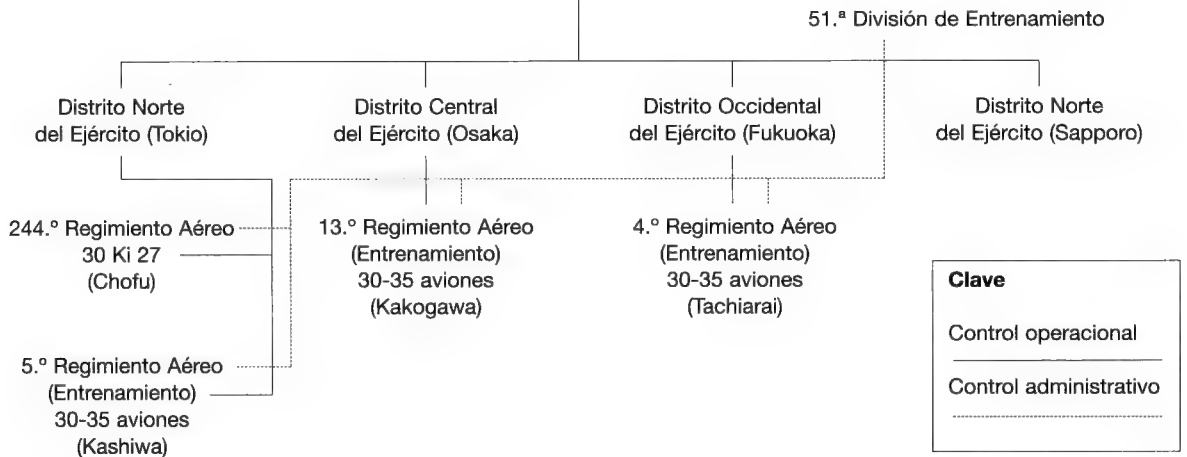 51.ª División de Entrenamiento
Distrito Norte
del Ejército (Tokio)
Distrito Central
del Ejército (Osaka)
Distrito Occidental
del Ejército (Fukuoka)
Distrito Norte
del Ejército (Sapporo)
244.º Regimiento Aéreo
30 Ki 27
(Chofu)
13.º Regimiento Aéreo
(Entrenamiento)
30-35 aviones
(Kakogawa)
4.º Regimiento Aéreo
(Entrenamiento)
30-35 aviones
(Tachiarai)
5.º Regimiento Aéreo
(Entrenamiento)
30-35 aviones
(Kashiwa)
Clave
Control operacional
Control administrativo